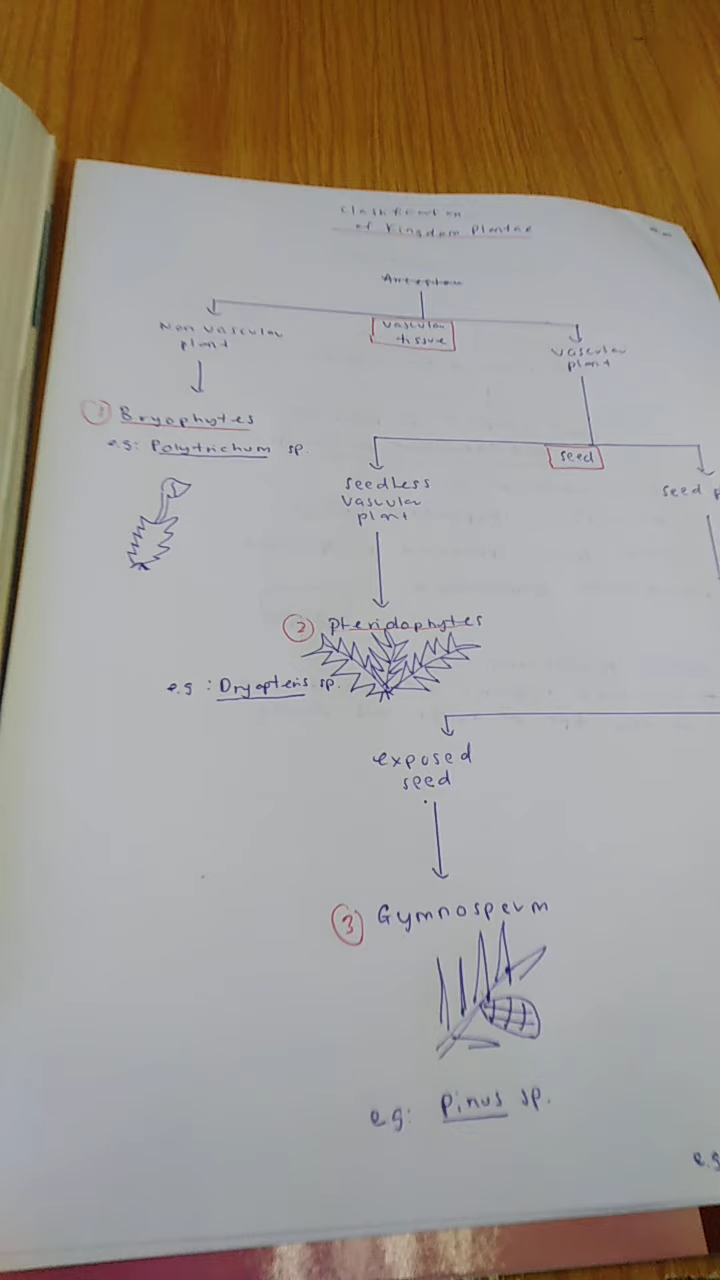 of Kingdom Plantae
Non vascular
plant
vascular
tissue
vascular
plant
① Bryophytes
e.g: Polytrichum sp.
seed
seedless
vascular
plant
seed p
② Pteridophytes
e.g : Dryopteris sp.
exposed
seed
③ Gymnosperm
e.g: Pinus sp.
e.g